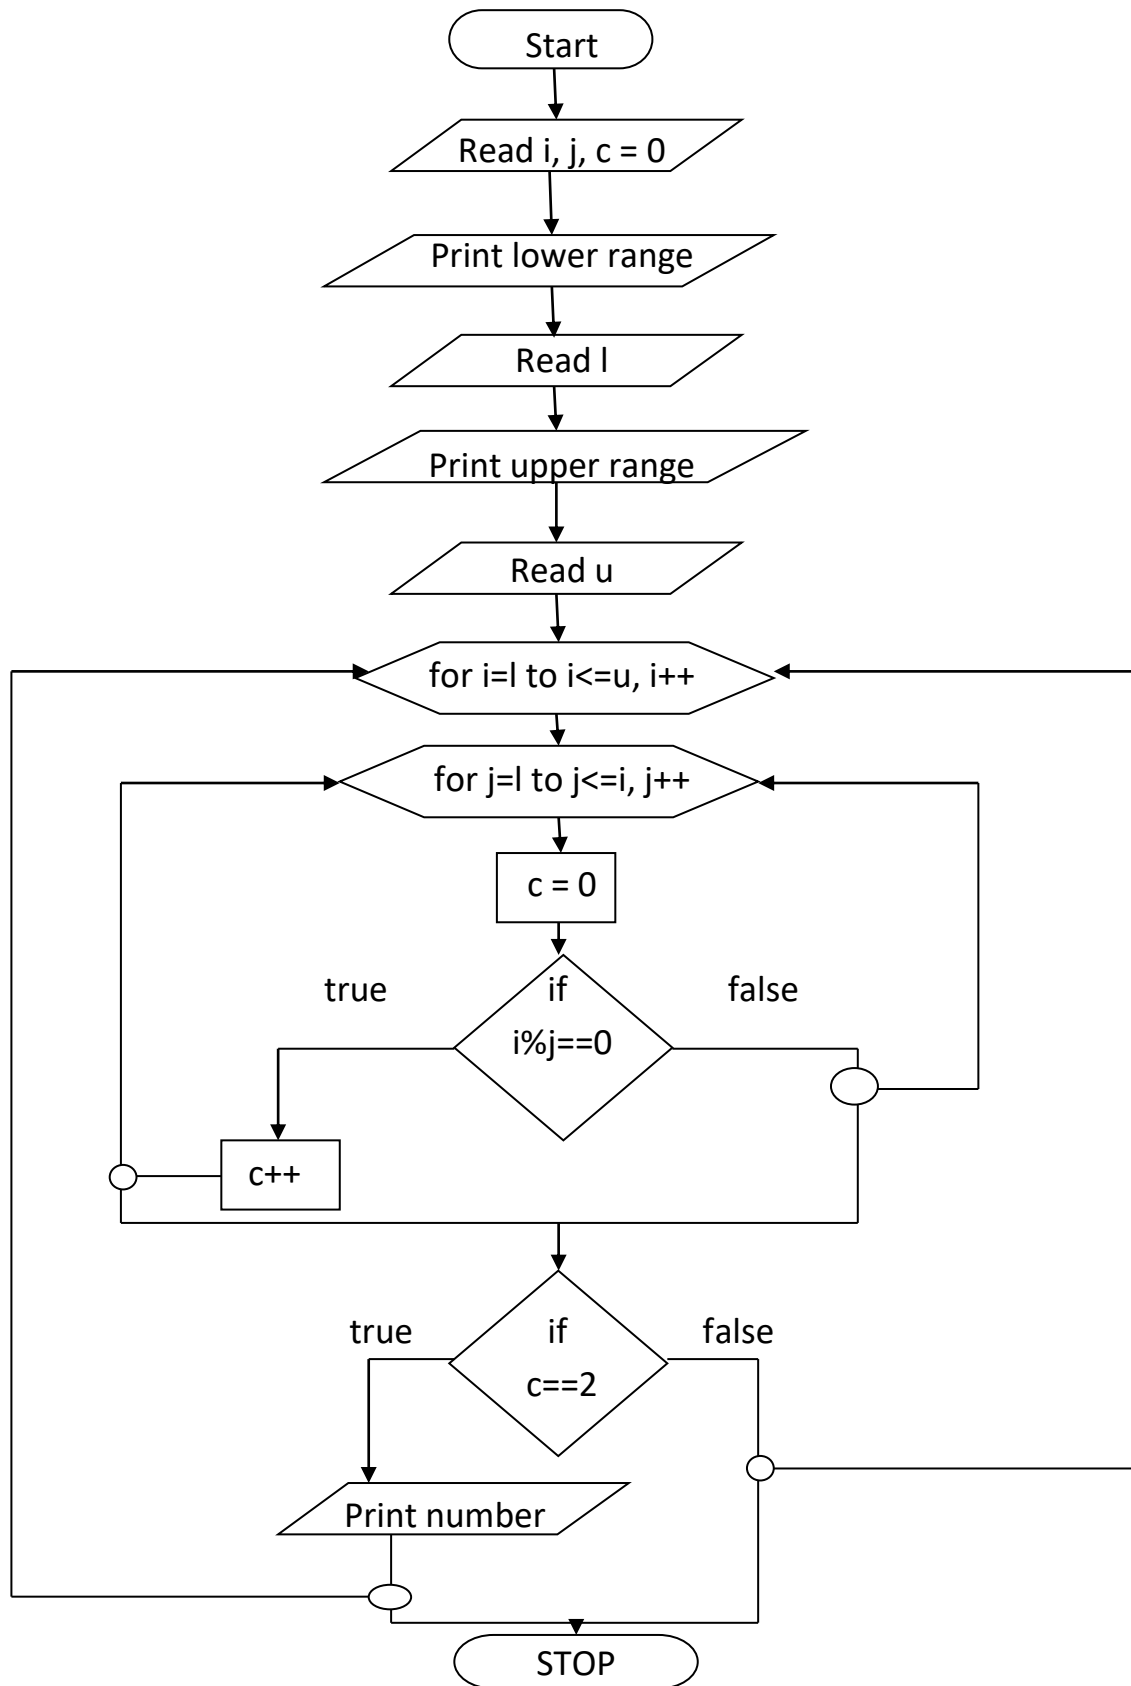 Start
Read i, j, c = 0
Print lower range
Read l
Print upper range
Read u
for i=l to i<=u, i++
for j=l to j<=i, j++
c = 0
true
if
false
i%j==0
c++
true
if
false
c==2
Print number
STOP